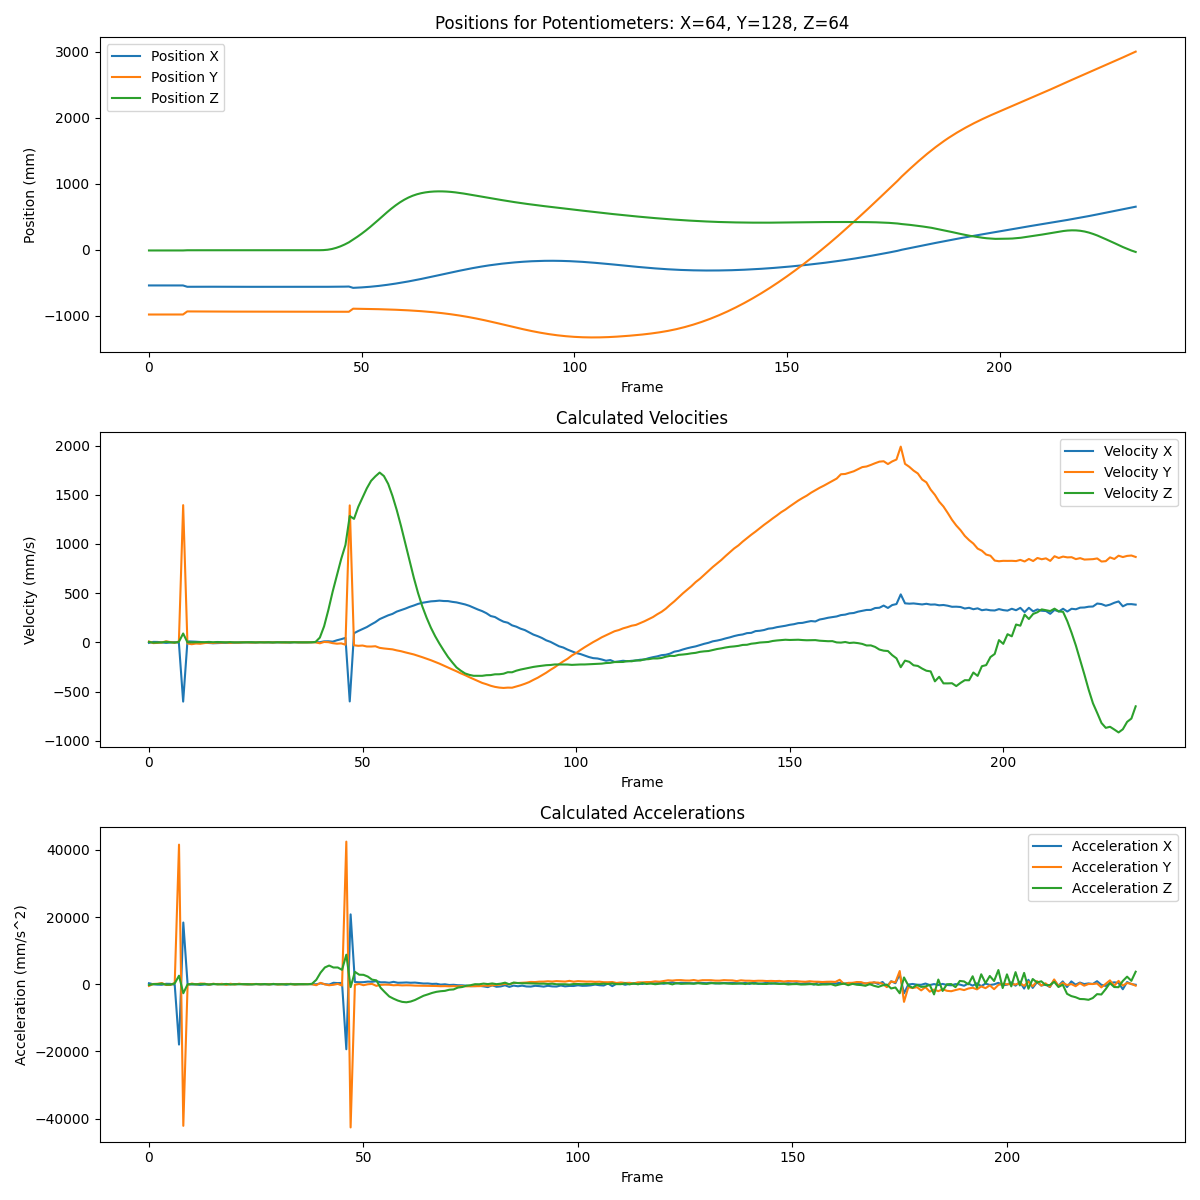 Positions for Potentiometers: X=64, Y=128, Z=64
Position (mm)
3000
2000
1000
0
−1000
Position X
Position Y
Position Z
0
50
100
150
200
Frame
Calculated Velocities
Velocity (mm/s)
2000
1500
1000
500
0
−500
−1000
Velocity X
Velocity Y
Velocity Z
0
50
100
150
200
Frame
Calculated Accelerations
Acceleration (mm/s^2)
40000
20000
0
−20000
−40000
Acceleration X
Acceleration Y
Acceleration Z
0
50
100
150
200
Frame